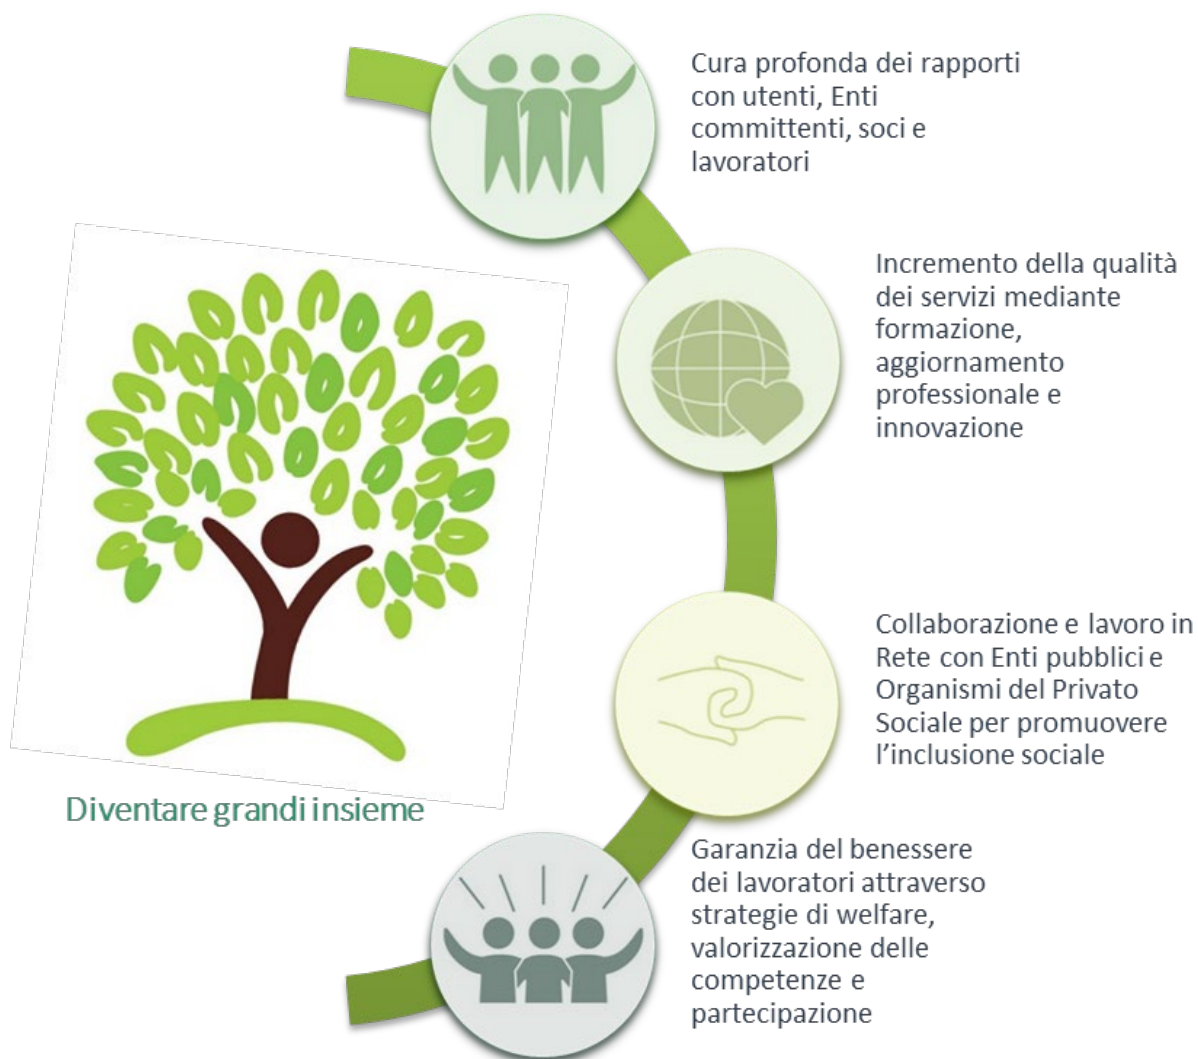 Cura profonda dei rapporti
con utenti, Enti
committenti, soci e
lavoratori
Incremento della qualità
dei servizi mediante
formazione,
aggiornamento
professionale e
innovazione
Collaborazione e lavoro in
Rete con Enti pubblici e
Organismi del Privato
Sociale per promuovere
l’inclusione sociale
Diventare grandi insieme
Garanzia del benessere
dei lavoratori attraverso
strategie di welfare,
valorizzazione delle
competenze e
partecipazione